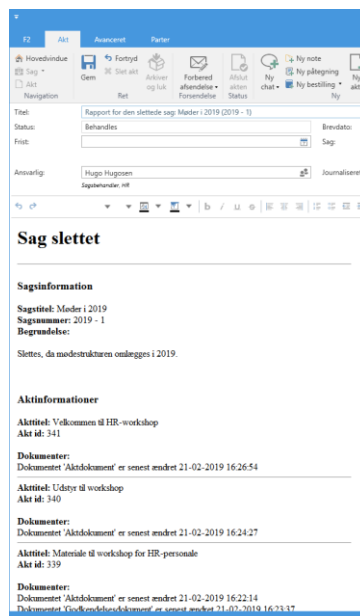 F2 Akt Avanceret Parter
Hovedvindue
Sag
Akt
Navigation
Gem
Fortryd
Slet akt
Ret
Arkiver og luk
Forbered afsendelse
Forsendelse
Afslut akten
Status
Ny chat
Ny note
Ny påtegning
Ny bestilling
Ny
Ny
akt
Titel: Rapport for den slettede sag: Møder i 2019 (2019 - 1)
Status: Behandles Brevdato:
Frist: Sag:
Ansvarlig: Hugo Hugosen Journaliseret
Sagsbehandler, HR
b / u
Sag slettet
Sagsinformation
Sagstitel: Møder i 2019
Sagsnummer: 2019 - 1
Begrundelse:
Slettes, da mødestrukturen omlægges i 2019.
Aktinformationer
Akttitel: Velkommen til HR-workshop
Akt id: 341
Dokumenter:
Dokumentet 'Aktdokument' er senest ændret 21-02-2019 16:26:54
Akttitel: Udstyr til workshop
Akt id: 340
Dokumenter:
Dokumentet 'Aktdokument' er senest ændret 21-02-2019 16:24:27
Akttitel: Materiale til workshop for HR-personale
Akt id: 339
Dokumenter:
Dokumentet 'Aktdokument' er senest ændret 21-02-2019 16:22:14
Dokumentet 'Godkendelsesdokument' er senest ændret 21-02-2019 16:23:37